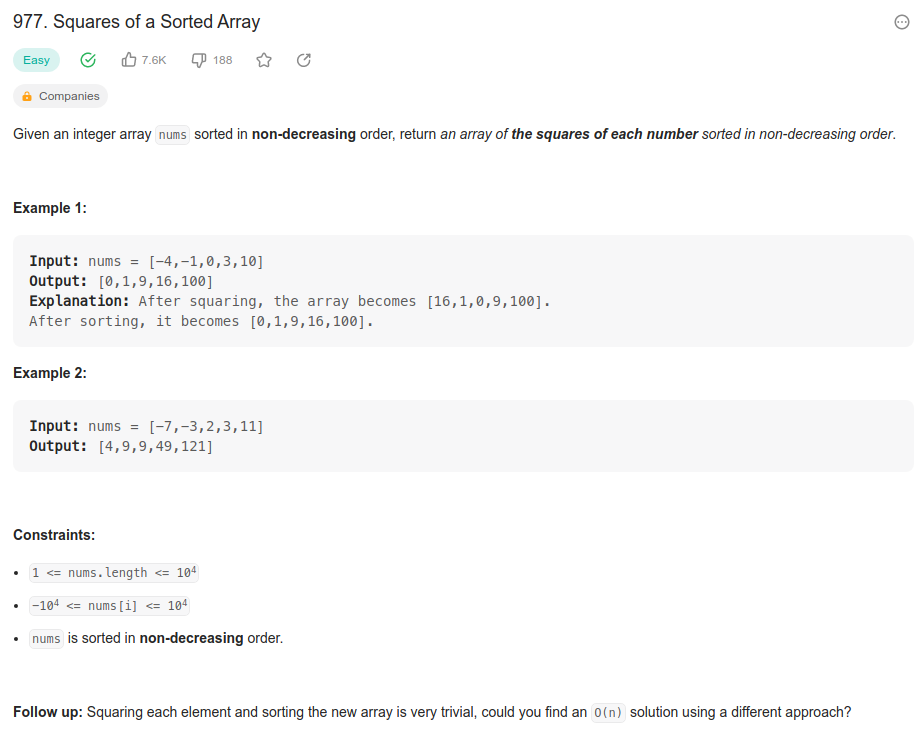 977. Squares of a Sorted Array
Easy 7.6K 188
Companies
Given an integer array nums sorted in non-decreasing order, return an array of the squares of each number sorted in non-decreasing order.
Example 1:
Input: nums = [-4,-1,0,3,10]
Output: [0,1,9,16,100]
Explanation: After squaring, the array becomes [16,1,0,9,100].
After sorting, it becomes [0,1,9,16,100].
Example 2:
Input: nums = [-7,-3,2,3,11]
Output: [4,9,9,49,121]
Constraints:
• 1 <= nums.length <= 10⁴
• -10⁴ <= nums[i] <= 10⁴
• nums is sorted in non-decreasing order.
Follow up: Squaring each element and sorting the new array is very trivial, could you find an O(n) solution using a different approach?